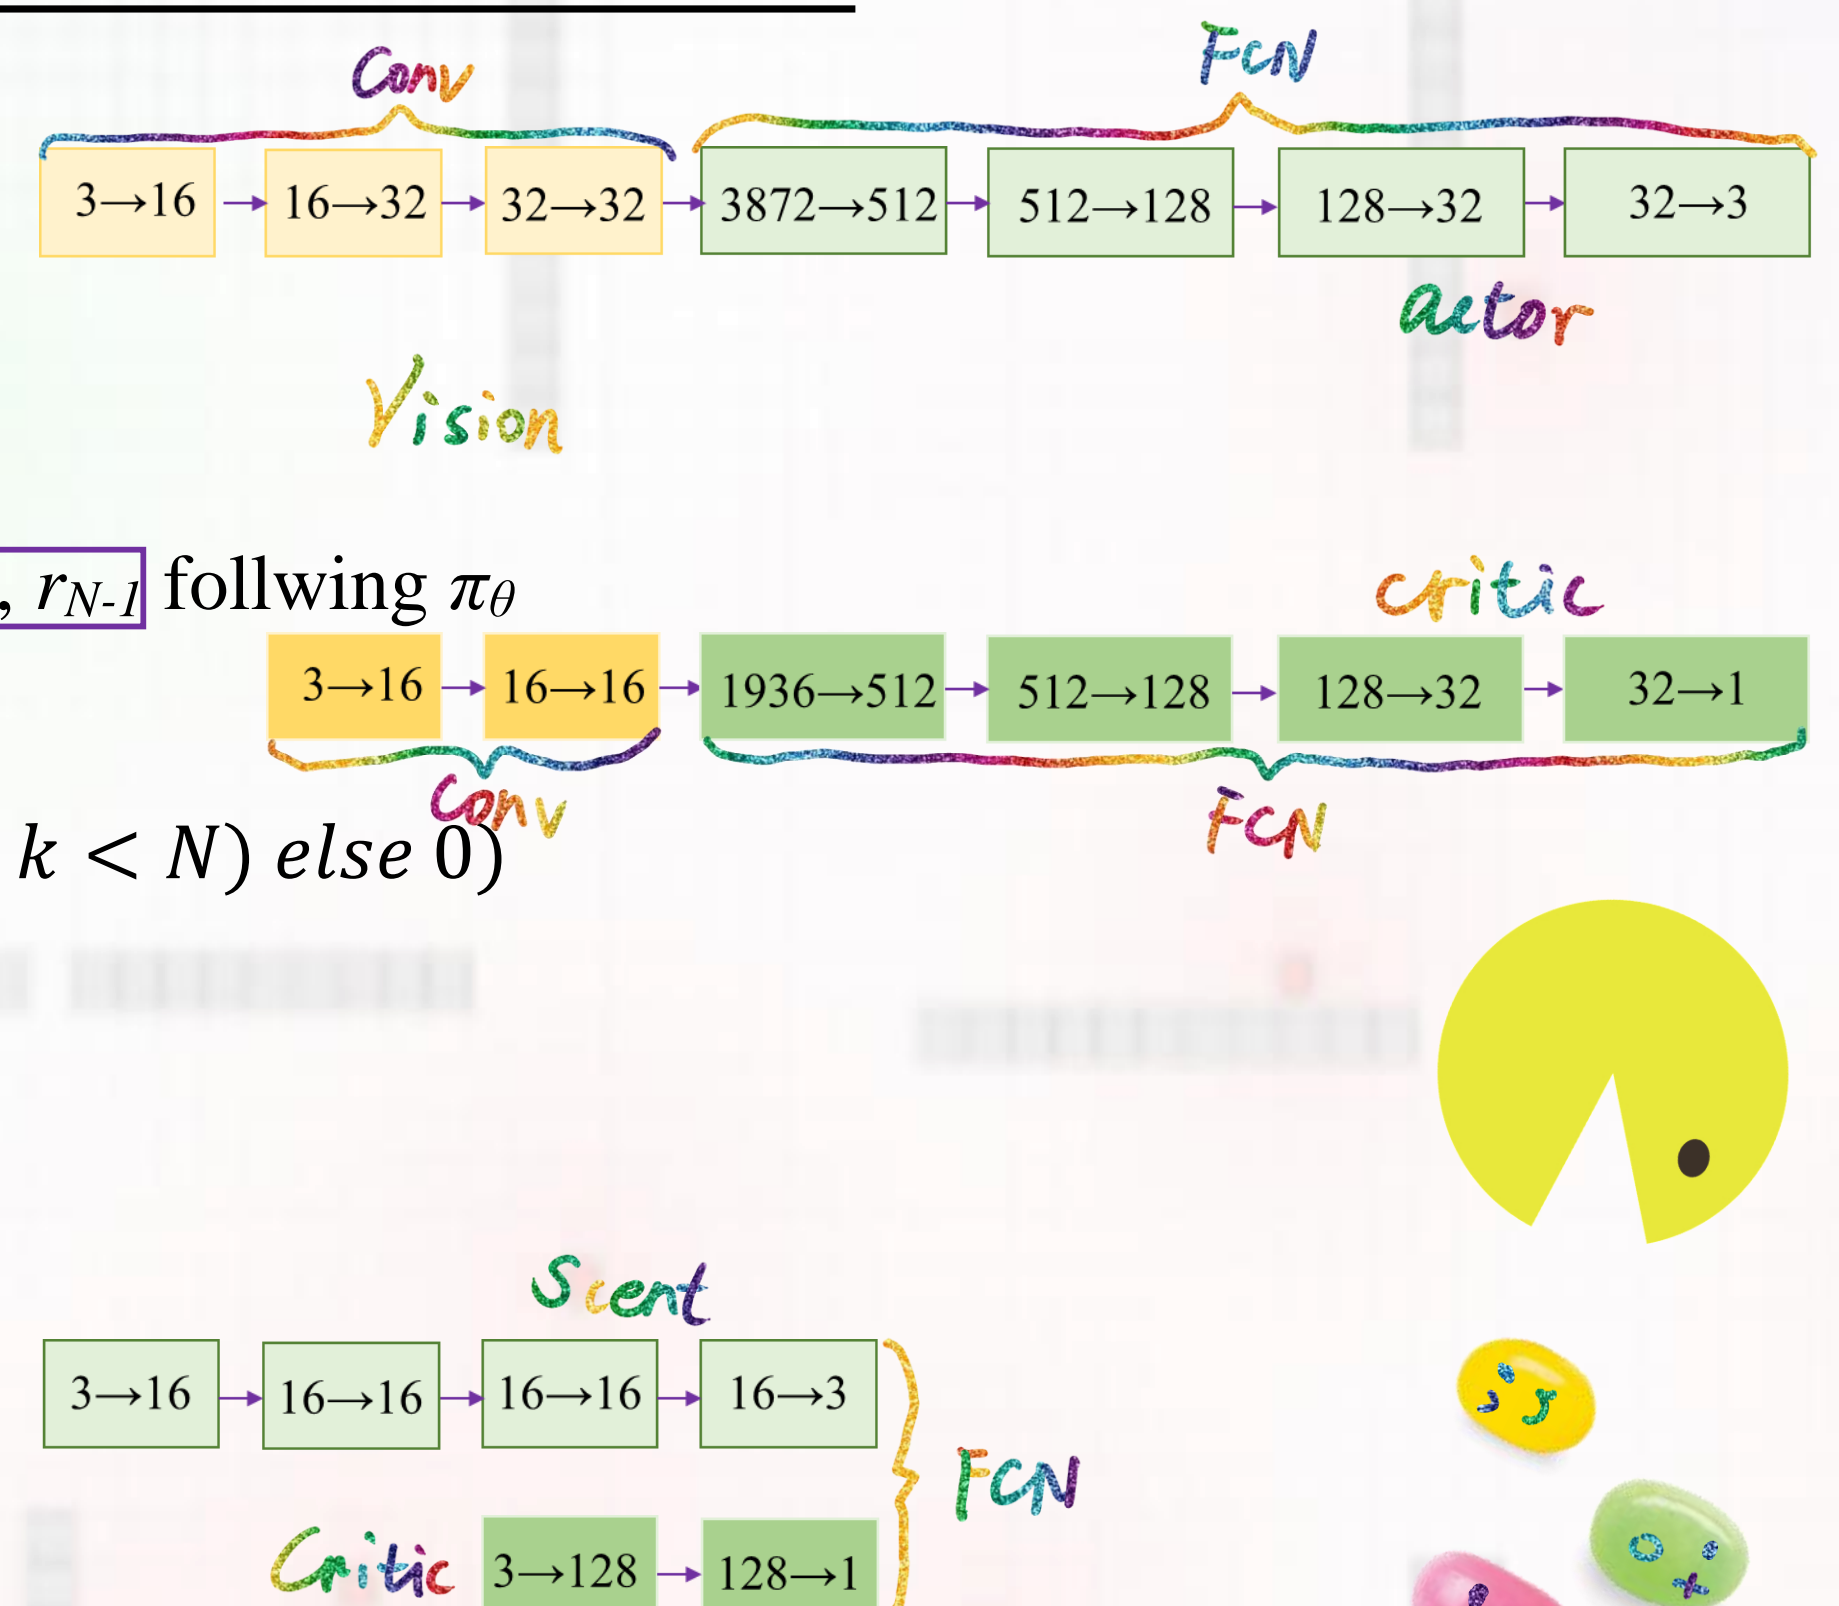 Conv
FCN
3→16 16→32 32→32 3872→512 512→128 128→32 32→3
actor
Vision
, rN-1 follwing πθ
critic
3→16 16→16 1936→512 512→128 128→32 32→1
Conv
FCN
k < N) else 0)
Scent
3→16 16→16 16→16 16→3
FCN
Critic 3→128 128→1